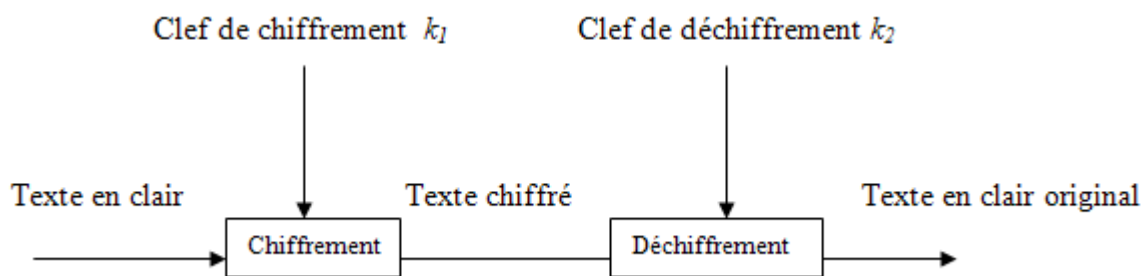 Clef de chiffrement k₁
Clef de déchiffrement k₂
Texte en clair
Texte chiffré
Texte en clair original
Chiffrement
Déchiffrement